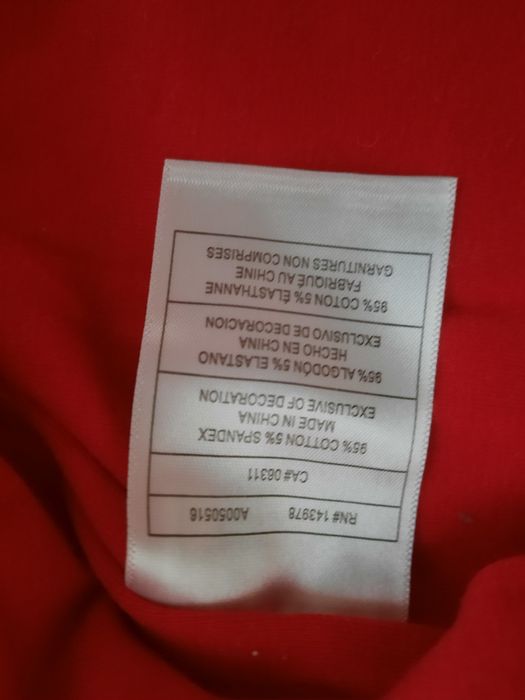 RN# 143978 A0050516
CA# 06311
95% COTTON 5% SPANDEX
MADE IN CHINA
EXCLUSIVE OF DECORATION
95% ALGODÓN 5% ELASTANO
HECHO EN CHINA
EXCLUSIVO DE DECORACION
95% COTON 5% ÉLASTHANNE
FABRIQUÉ AU CHINE
GARNITURES NON COMPRISES